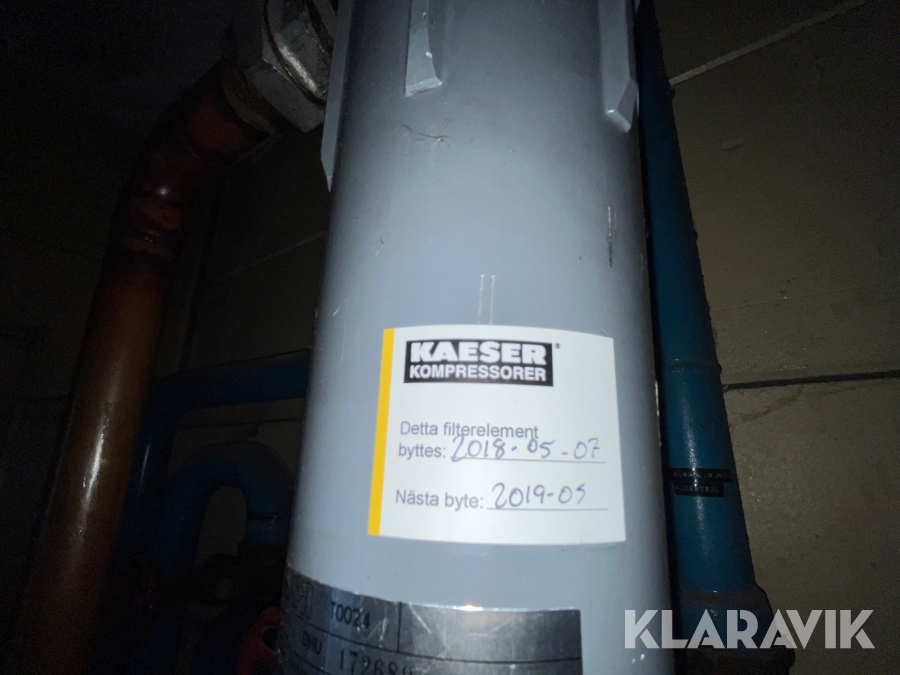 KAESER
KOMPRESSORER
Detta filterelement
byttes: 2018-05-07
Nästa byte: 2019-05
T0024
KLARAVIK